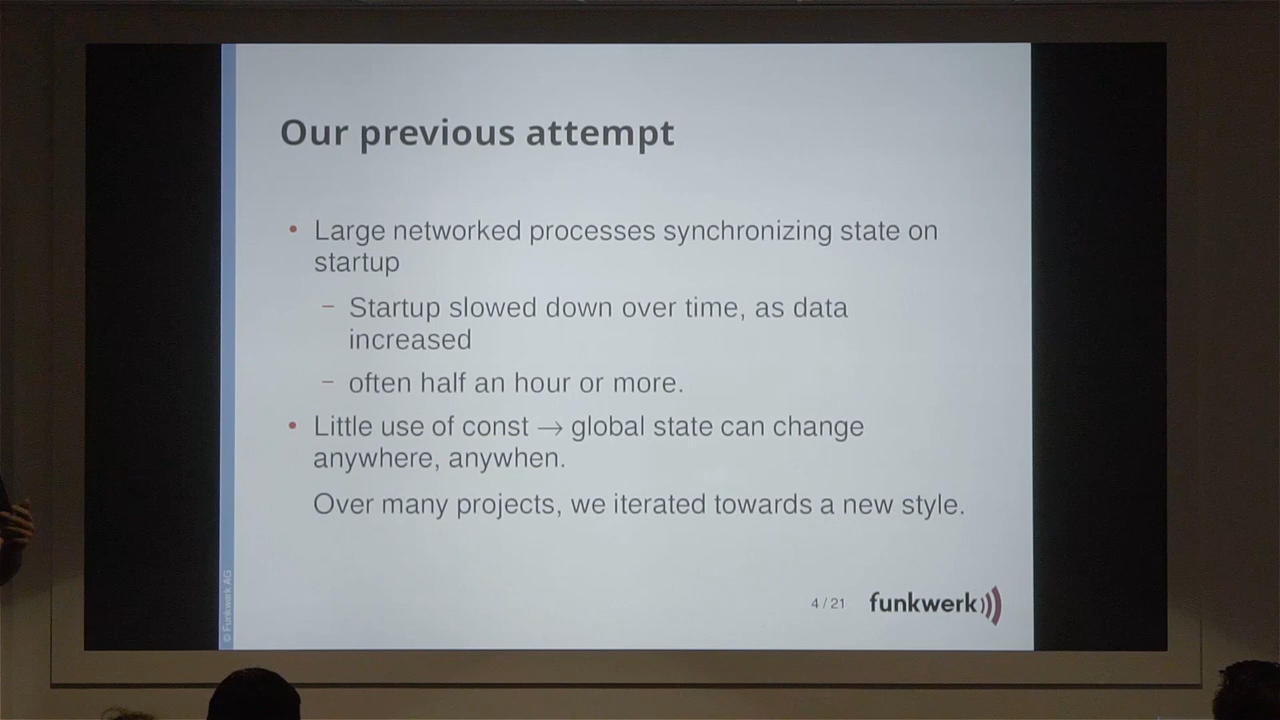 Our previous attempt
• Large networked processes synchronizing state on
startup
– Startup slowed down over time, as data
increased
– often half an hour or more.
• Little use of const → global state can change
anywhere, anywhen.
Over many projects, we iterated towards a new style.
4 / 21
funkwerk
© Funkwerk AG